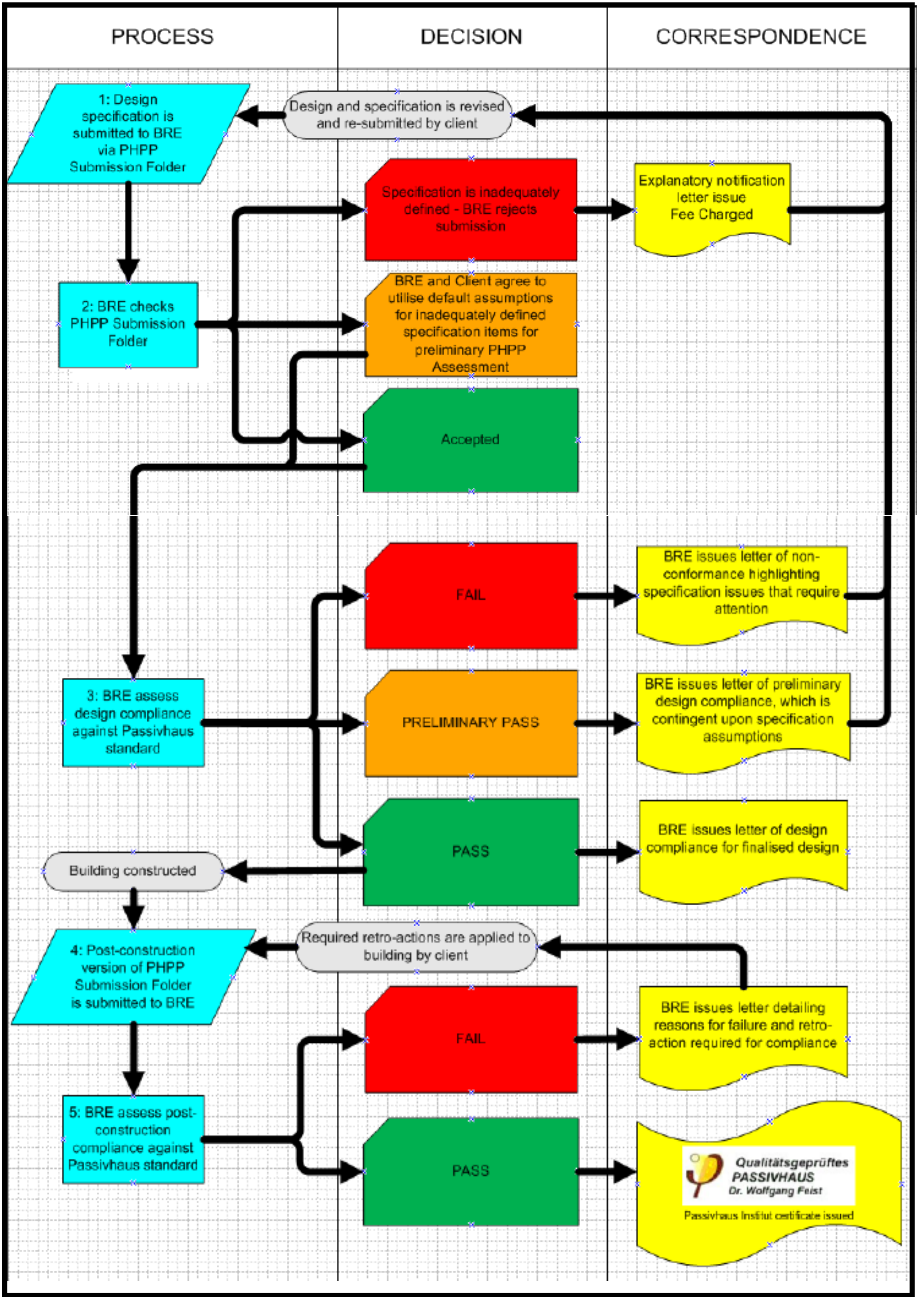 PROCESS
DECISION
CORRESPONDENCE
1: Design
specification is
submitted to BRE
via PHPP
Submission Folder
Design and specification is revised
and re-submitted by client
Specification is inadequately
defined - BRE rejects
submission
Explanatory notification
letter issue
Fee Charged
2: BRE checks
PHPP Submission
Folder
BRE and Client agree to
utilise default assumptions
for inadequately defined
specification items for
preliminary PHPP
Assessment
Accepted
FAIL
BRE issues letter of non-
conformance highlighting
specification issues that require
attention
3: BRE assess
design compliance
against Passivhaus
standard
PRELIMINARY PASS
BRE issues letter of preliminary
design compliance, which is
contingent upon specification
assumptions
PASS
BRE issues letter of design
compliance for finalised design
Building constructed
4: Post-construction
version of PHPP
Submission Folder
is submitted to BRE
Required retro-actions are applied to
building by client
FAIL
BRE issues letter detailing
reasons for failure and retro-
action required for compliance
5: BRE assess post-
construction
compliance against
Passivhaus standard
PASS
Qualitätsgeprüftes
PASSIVHAUS
Dr. Wolfgang Feist
Passivhaus Institut certificate issued